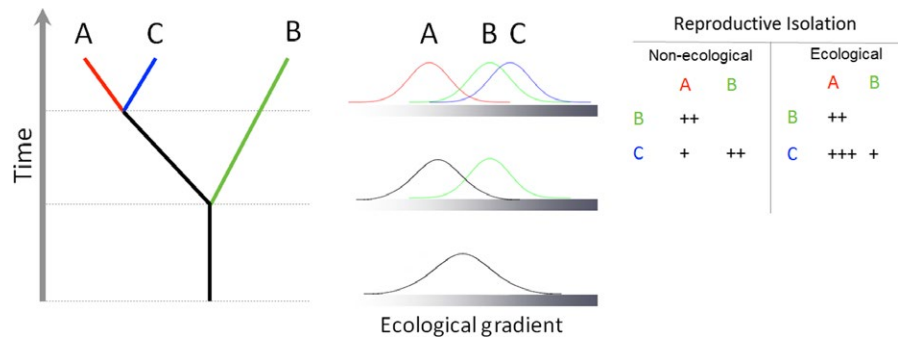 A C B
Time
A B C
Ecological gradient
Reproductive Isolation
Non-ecological Ecological
A B A B
B ++ B ++
C + ++ C +++ +